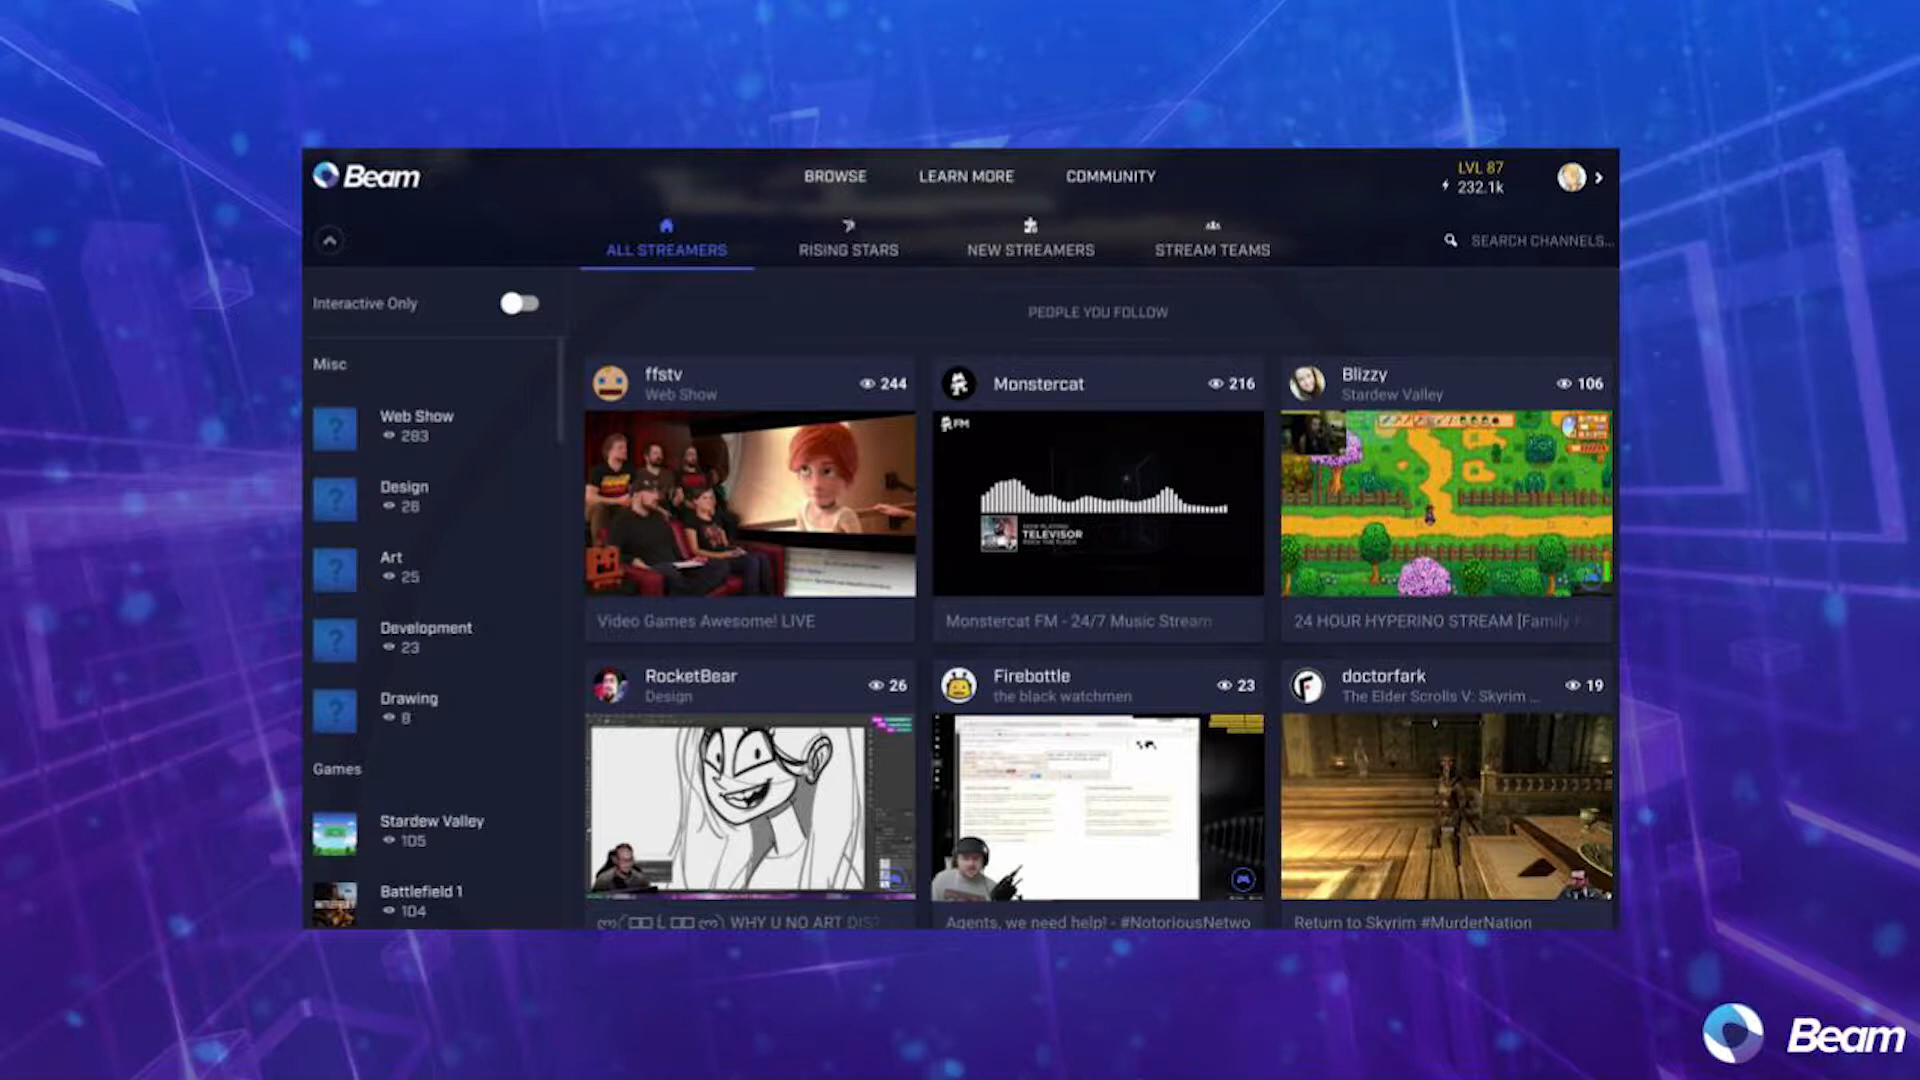 Beam
BROWSE
LEARN MORE
COMMUNITY
LVL 87
232.1k
ALL STREAMERS
RISING STARS
NEW STREAMERS
STREAM TEAMS
SEARCH CHANNELS...
Interactive Only
PEOPLE YOU FOLLOW
Misc
Web Show
283
Design
26
Art
25
Development
23
Drawing
8
Games
Stardew Valley
105
Battlefield 1
104
ffstv
Web Show
244
Video Games Awesome! LIVE
Monstercat
216
FM
NOW PLAYING
TELEVISOR
Monstercat FM - 24/7 Music Stream
Blizzy
Stardew Valley
106
24 HOUR HYPERINO STREAM [Family
RocketBear
Design
26
WHY U NO ART DIS?
Firebottle
the black watchmen
23
Agents, we need help! - #NotoriousNetwo
doctorfark
The Elder Scrolls V: Skyrim ...
19
Return to Skyrim #MurderNation
Beam